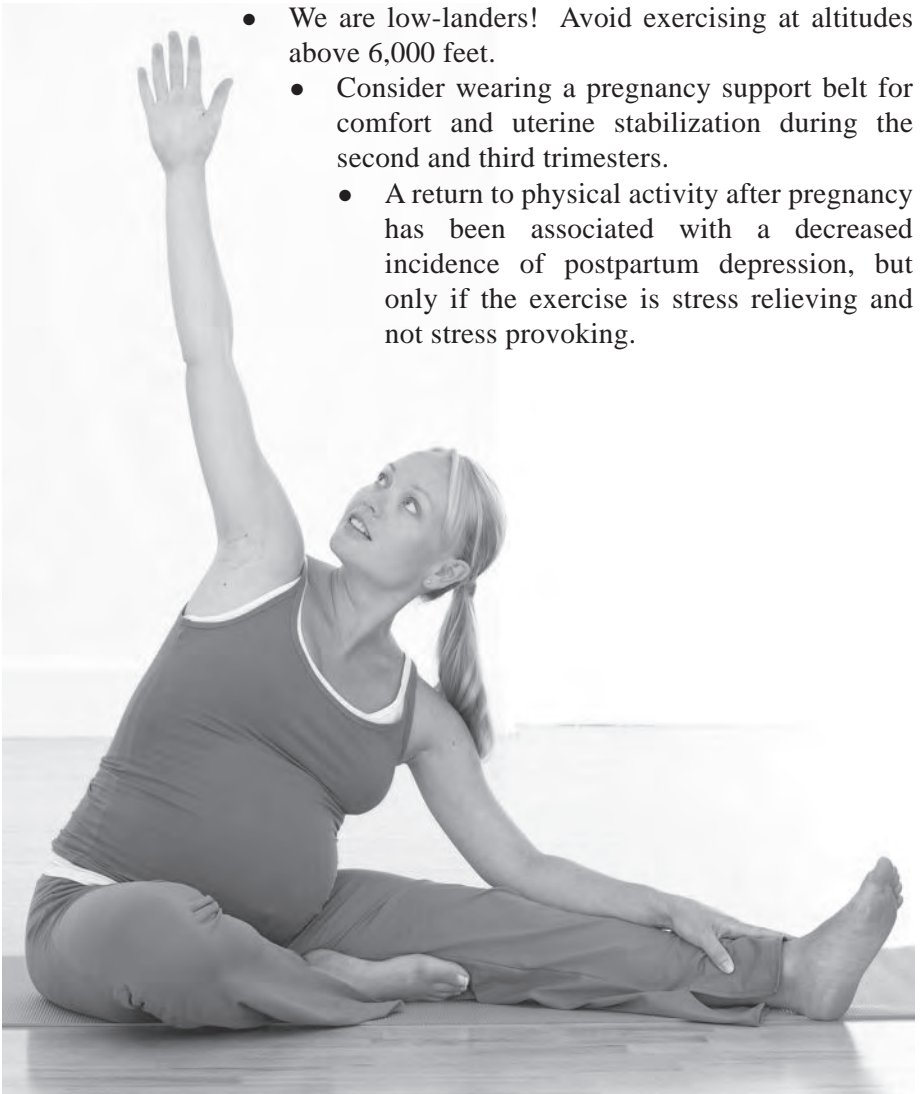 • We are low-landers! Avoid exercising at altitudes
above 6,000 feet.
• Consider wearing a pregnancy support belt for
comfort and uterine stabilization during the
second and third trimesters.
• A return to physical activity after pregnancy
has been associated with a decreased
incidence of postpartum depression, but
only if the exercise is stress relieving and
not stress provoking.